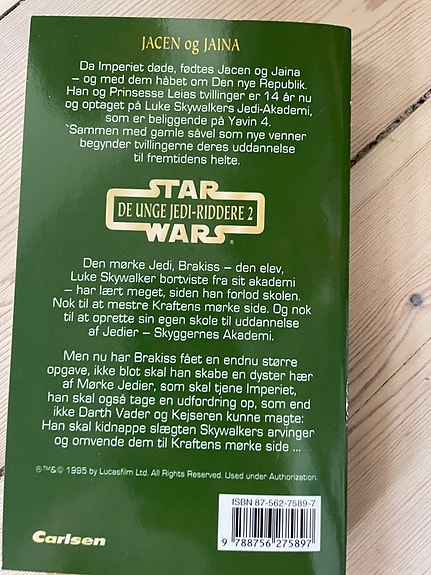 JACEN og JAINA
Da Imperiet døde, fødtes Jacen og Jaina
– og med dem håbet om Den nye Republik.
Han og Prinsesse Leias tvillinger er 14 år nu
og optaget på Luke Skywalkers Jedi-Akademi,
som er beliggende på Yavin 4.
`Sammen med gamle såvel som nye venner
begynder tvillingerne deres uddannelse
til fremtidens helte.
STAR
DE UNGE JEDI-RIDDERE 2
WARS®
Den mørke Jedi, Brakiss – den elev,
Luke Skywalker bortviste fra sit akademi
– har lært meget, siden han forlod skolen.
Nok til at mestre Kraftens mørke side. Og nok
til at oprette sin egen skole til uddannelse
af Jedier – Skyggernes Akademi.
Men nu har Brakiss fået en endnu større
opgave, ikke blot skal han skabe en dyster hær
af Mørke Jedier, som skal tjene Imperiet,
han skal også tage en udfordring op, som end
ikke Darth Vader og Kejseren kunne magte:
Han skal kidnappe slægten Skywalkers arvinger
og omvende dem til Kraftens mørke side ...
®™&© 1995 by Lucasfilm Ltd. All Rights Reserved. Used under Authorization.
ISBN 87-562-7589-7
9 788756 275897
Carlsen